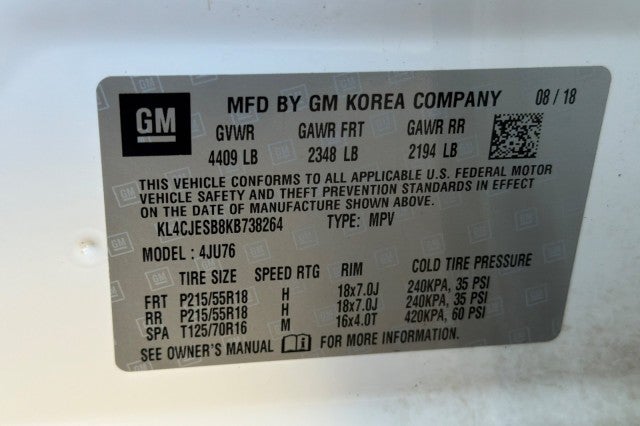 GM MFD BY GM KOREA COMPANY 08 / 18
GVWR GAWR FRT GAWR RR
4409 LB 2348 LB 2194 LB
THIS VEHICLE CONFORMS TO ALL APPLICABLE U.S. FEDERAL MOTOR
VEHICLE SAFETY AND THEFT PREVENTION STANDARDS IN EFFECT
ON THE DATE OF MANUFACTURE SHOWN ABOVE.
KL4CJESB8KB738264 TYPE: MPV
MODEL: 4JU76
TIRE SIZE SPEED RTG RIM COLD TIRE PRESSURE
FRT P215/55R18 H 18x7.0J 240KPA, 35 PSI
RR P215/55R18 H 18x7.0J 240KPA, 35 PSI
SPA T125/70R16 M 16x4.0T 420KPA, 60 PSI
SEE OWNER'S MANUAL FOR MORE INFORMATION.